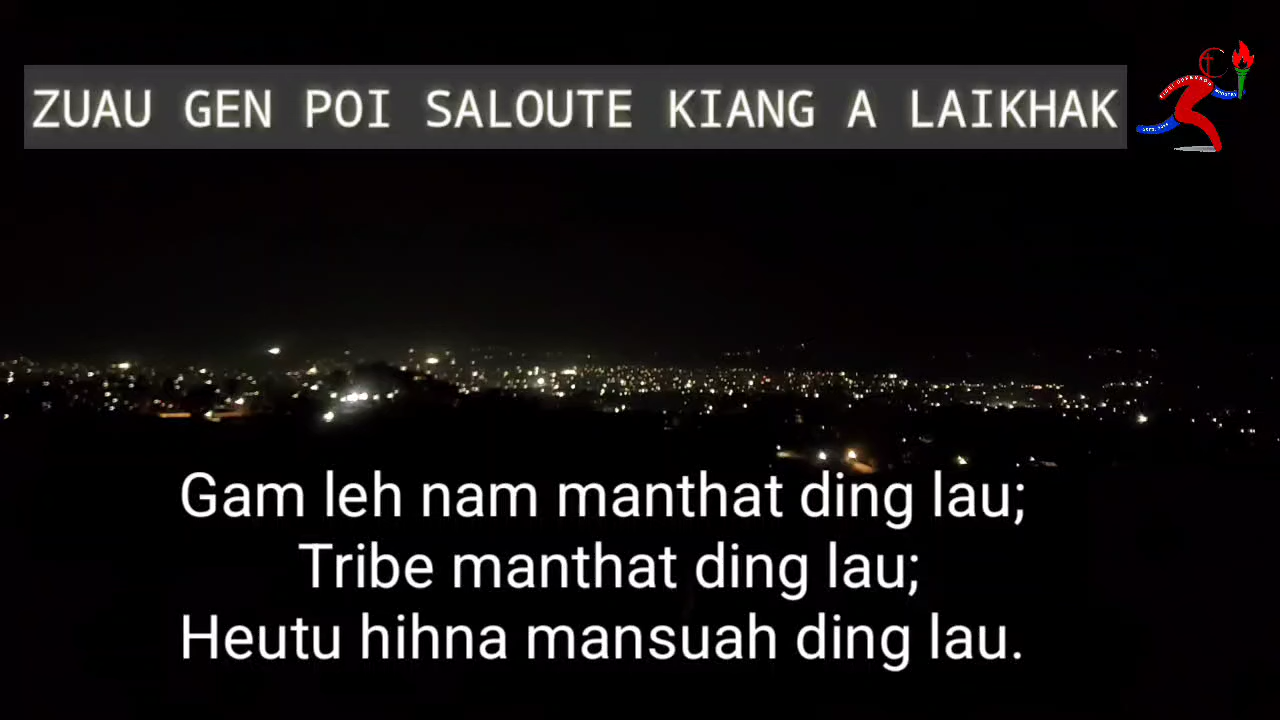 ZUAU GEN POI SALOUTE KIANG A LAIKHAK
Gam leh nam manthat ding lau;
Tribe manthat ding lau;
Heutu hihna mansuah ding lau.